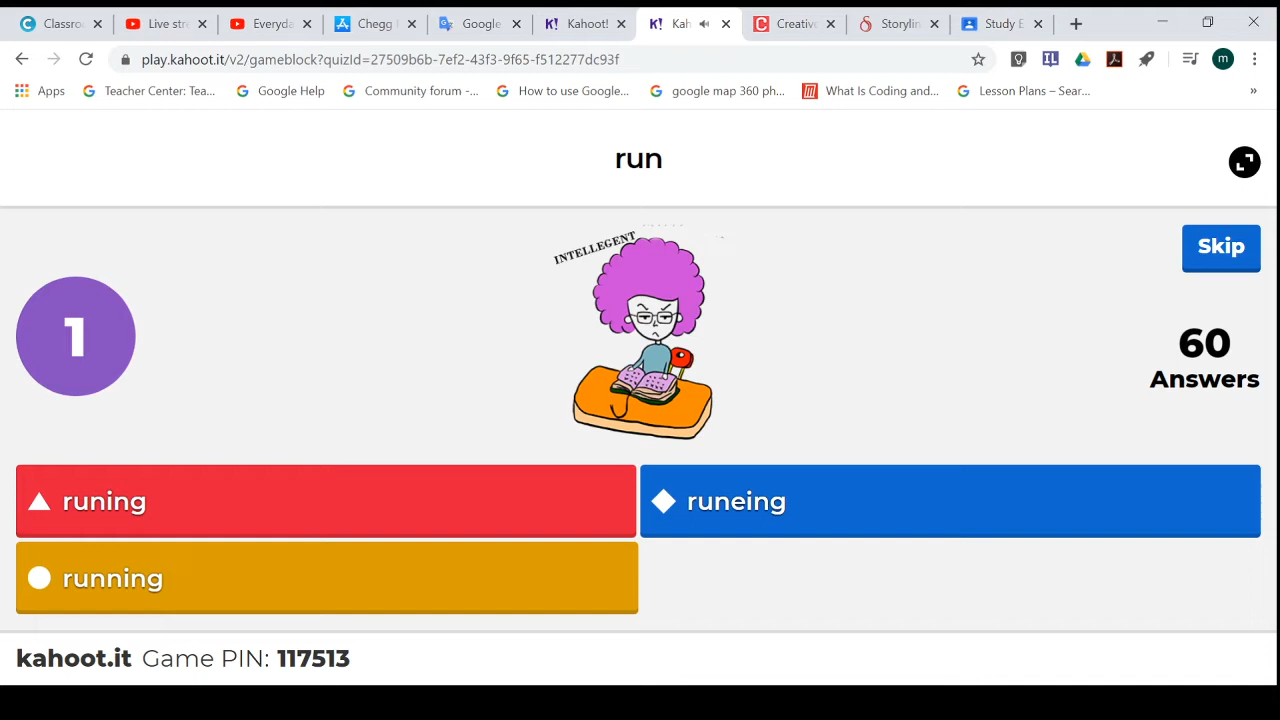 Classro
Live stre
Everyda
Chegg
Google
Kahoot!
Kah
Creative
Storylin
Study E
play.kahoot.it/v2/gameblock?quizId=27509b6b-7ef2-43f3-9f65-f512277dc93f
m
Apps
Teacher Center: Tea...
Google Help
Community forum -...
How to use Google...
google map 360 ph...
What Is Coding and...
Lesson Plans – Sear...
»
run
INTELLEGENT
Skip
1
60
Answers
runing
runeing
running
kahoot.it Game PIN: 117513